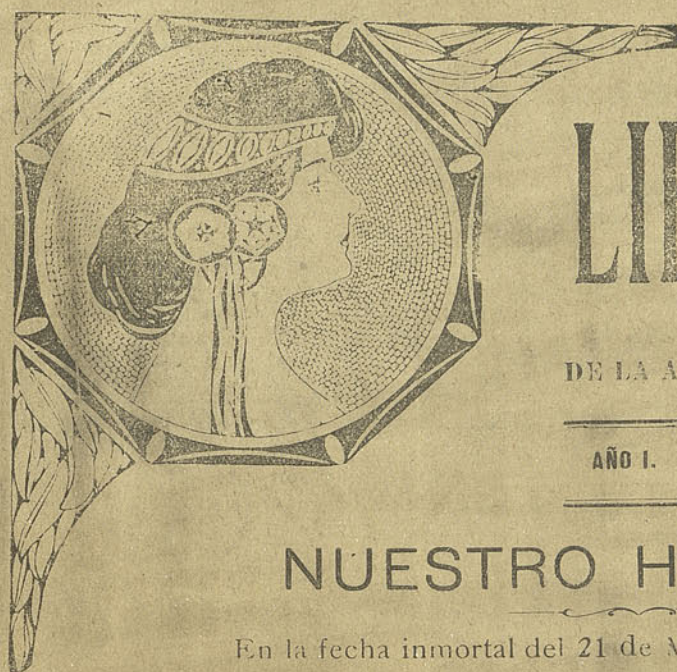 LI
DE LA A
AÑO I.
NUESTRO H
En la fecha inmortal del 21 de M